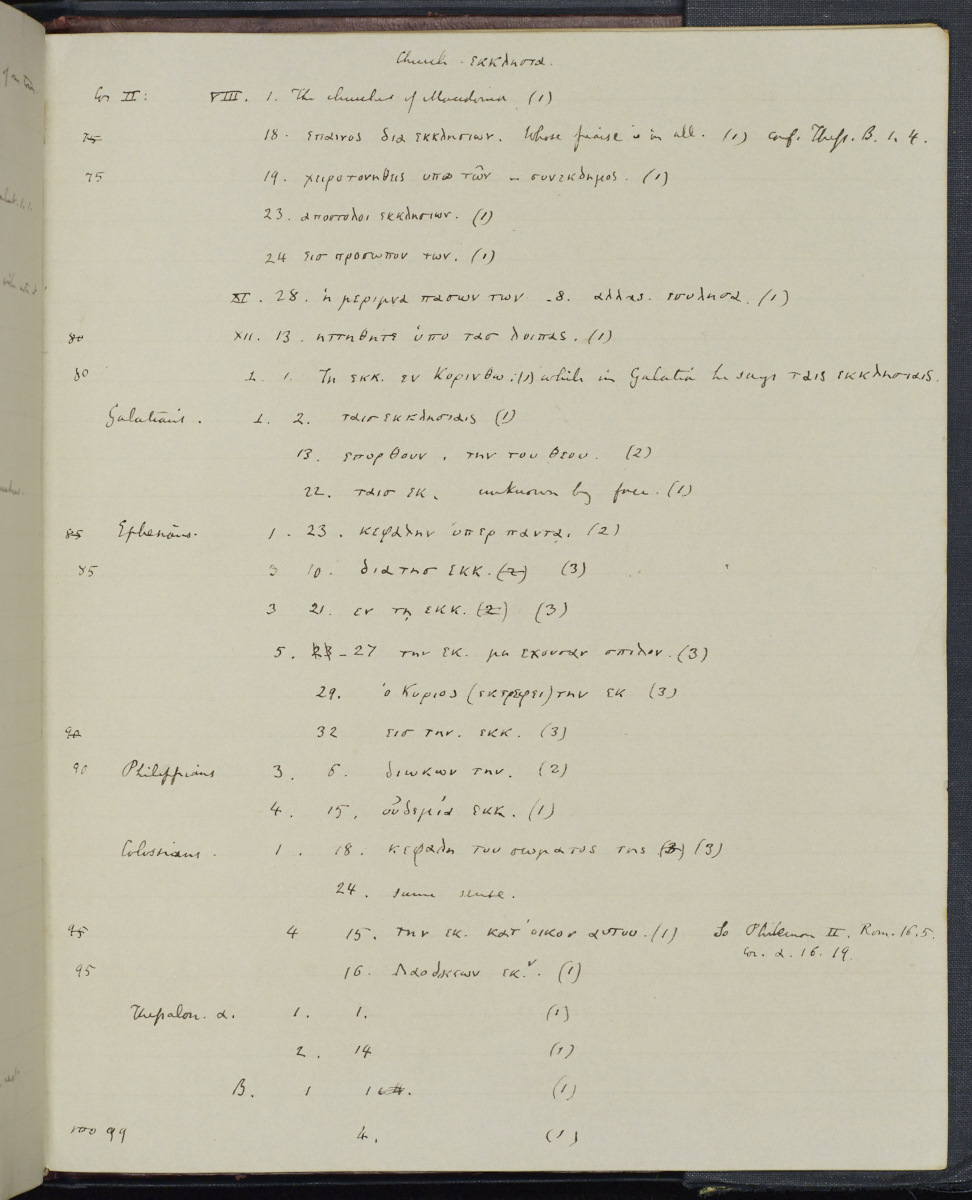 Church . εκκλησια.
Cor II: VIII. 1. The churches of Macedonia (1)
75 18. επαινος δια εκκλησιων. Whose praise is in all. (1) conf. Thess. B. 1. 4.
75 19. χειροτονηθεις υπο τῶν — συνεκδημος. (1)
23. αποστολοι εκκλησιων. (1)
24 εισ προσωπον των. (1)
XI. 28. ἡ μεριμνα πασων των -8. αλλας. εσυλησα. (1)
80 XII. 13. ηττηθητε ὑπο τασ λοιπας. (1)
80 1. 1. Τη εκκ. εν Κορινθω :(1) while in Galatia he says ταις εκκλησιαις.
Galatians. 1. 2. ταισ εκκλησιαις (1)
13. επορθουν. την του θεου. (2)
22. ταισ εκ. unknown by face. (1)
85 Ephesians. 1. 23. κεφαλην ὑπερ παντα. (2)
85 3 10. δια τησ εκκ. (2) (3)
3 21. εν τῃ εκκ. (2) (3)
5. 23-27 την εκ. μη εχουσαν σπιλον. (3)
29. ὁ Κυριος (εκτρεφει) την εκ (3)
90 32 εισ την. εκκ. (3)
90 Philippians 3. 6. διωκων την. (2)
4. 15. οὐδεμία εκκ. (1)
Colossians. 1. 18. κεφαλη του σωματος της (3) (3)
24. same sense.
95 4 15. την εκ. κατ' οικον αυτου. (1) So Philemon II. Rom. 16. 5.
Cor. α. 16. 19.
95 16. Λαοδικεων εκ.ν. (1)
Thessalon. α. 1. 1. (1)
2. 14 (1)
B. 1 1 (1)
100 99 4. (1)